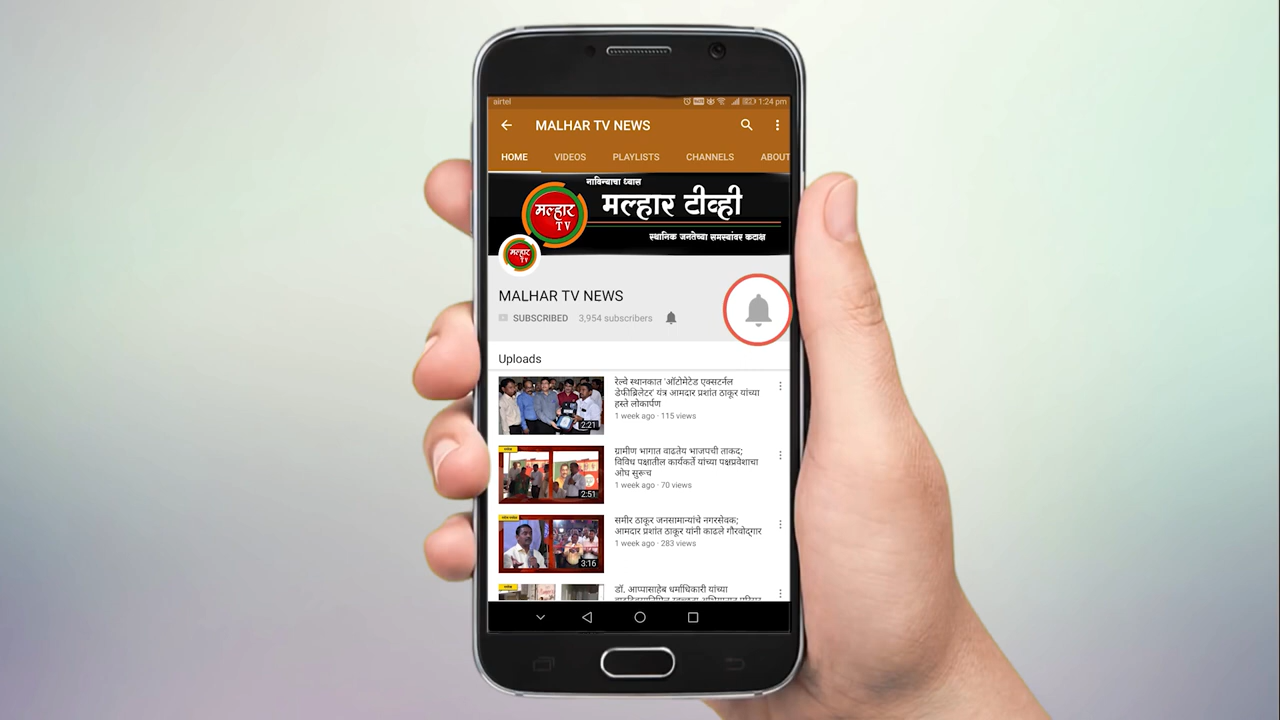 airtel
1:24 pm
MALHAR TV NEWS
HOME VIDEOS PLAYLISTS CHANNELS ABOUT
नाविन्याचा ध्यास
मल्हार टीव्ही
स्थानिक जनतेच्या समस्यांवर कटाक्ष
मल्हार
TV
मल्हार
TV
MALHAR TV NEWS
SUBSCRIBED 3,954 subscribers
Uploads
रेल्वे स्थानकात 'ऑटोमेटेड एक्सटर्नल
डेफीब्रिलेटर' यंत्र आमदार प्रशांत ठाकूर यांच्या
हस्ते लोकार्पण
1 week ago · 115 views
2:21
ग्रामीण भागात वाढतेय भाजपची ताकद;
विविध पक्षातील कार्यकर्ते यांच्या पक्षप्रवेशाचा
ओघ सुरूच
1 week ago · 70 views
2:51
समीर ठाकूर जनसामान्यांचे नगरसेवक;
आमदार प्रशांत ठाकूर यांनी काढले गौरवोद्गार
1 week ago · 283 views
3:16
डॉ. आप्पासाहेब धर्माधिकारी यांच्या